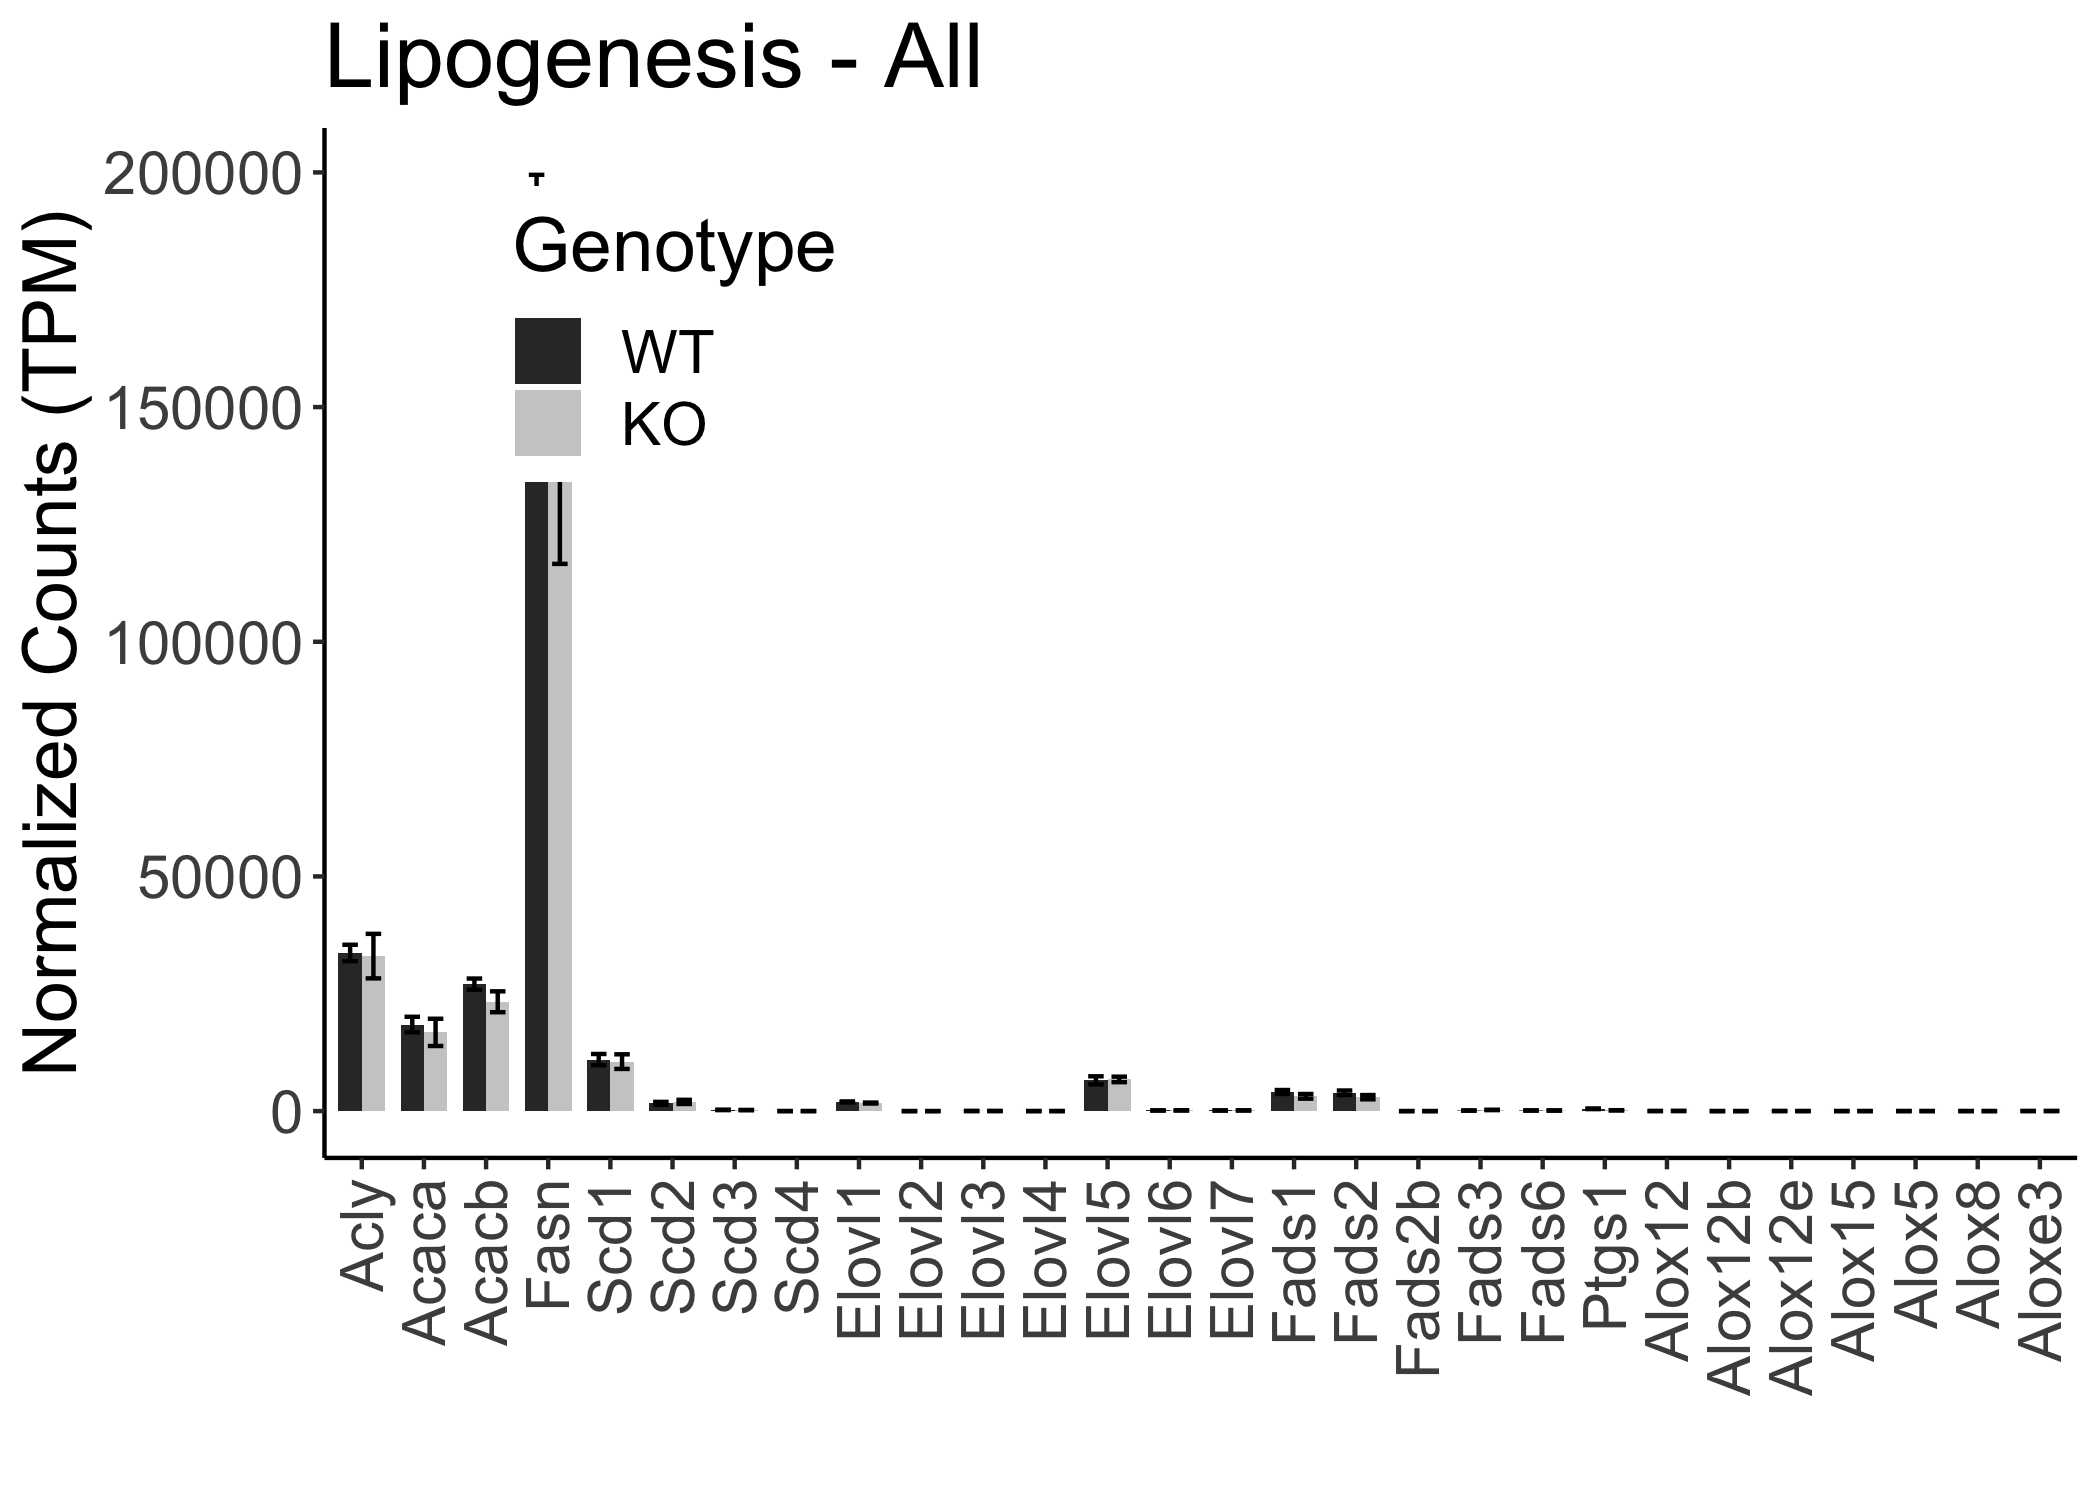 Lipogenesis - All
Normalized Counts (TPM)
200000
150000
100000
50000
0
Genotype
WT
KO
Acly
Acaca
Acacb
Fasn
Scd1
Scd2
Scd3
Scd4
Elovl1
Elovl2
Elovl3
Elovl4
Elovl5
Elovl6
Elovl7
Fads1
Fads2
Fads2b
Fads3
Fads6
Ptgs1
Alox12
Alox12b
Alox12e
Alox15
Alox5
Alox8
Aloxe3